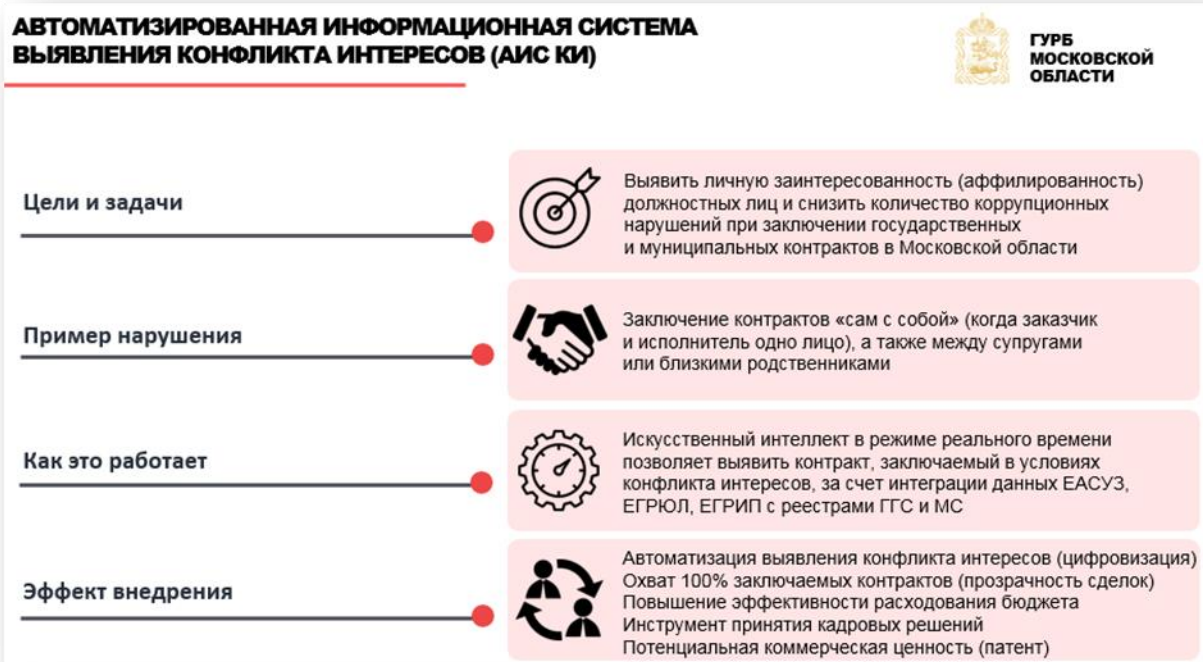 АВТОМАТИЗИРОВАННАЯ ИНФОРМАЦИОННАЯ СИСТЕМА
ВЫЯВЛЕНИЯ КОНФЛИКТА ИНТЕРЕСОВ (АИС КИ)
ГУРБ
МОСКОВСКОЙ
ОБЛАСТИ
Цели и задачи
Выявить личную заинтересованность (аффилированность)
должностных лиц и снизить количество коррупционных
нарушений при заключении государственных
и муниципальных контрактов в Московской области
Пример нарушения
Заключение контрактов «сам с собой» (когда заказчик
и исполнитель одно лицо), а также между супругами
или близкими родственниками
Как это работает
Искусственный интеллект в режиме реального времени
позволяет выявить контракт, заключаемый в условиях
конфликта интересов, за счет интеграции данных ЕАСУЗ,
ЕГРЮЛ, ЕГРИП с реестрами ГГС и МС
Эффект внедрения
Автоматизация выявления конфликта интересов (цифровизация)
Охват 100% заключаемых контрактов (прозрачность сделок)
Повышение эффективности расходования бюджета
Инструмент принятия кадровых решений
Потенциальная коммерческая ценность (патент)